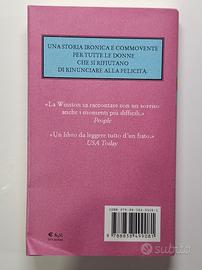 UNA STORIA IRONICA E COMMOVENTE
PER TUTTE LE DONNE
CHE SI RIFIUTANO
DI RINUNCIARE ALLA FELICITÀ.
«La Winston sa raccontare con un sorriso
anche i momenti più difficili.»
People
«Un libro da leggere tutto d'un fiato.»
USA Today
subito